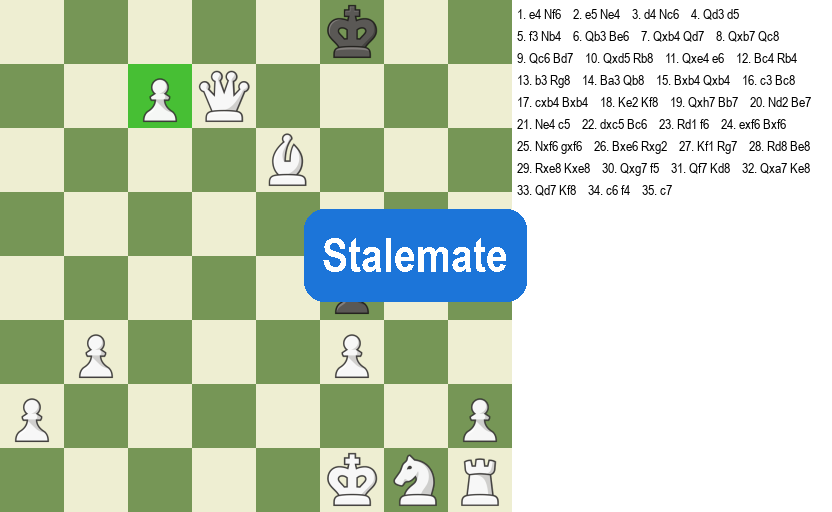 1. e4 Nf6 2. e5 Ne4 3. d4 Nc6 4. Qd3 d5
5. f3 Nb4 6. Qb3 Be6 7. Qxb4 Qd7 8. Qxb7 Qc8
9. Qc6 Bd7 10. Qxd5 Rb8 11. Qxe4 e6 12. Bc4 Rb4
13. b3 Rg8 14. Ba3 Qb8 15. Bxb4 Qxb4 16. c3 Bc8
17. cxb4 Bxb4 18. Ke2 Kf8 19. Qxh7 Bb7 20. Nd2 Be7
21. Ne4 c5 22. dxc5 Bc6 23. Rd1 f6 24. exf6 Bxf6
25. Nxf6 gxf6 26. Bxe6 Rxg2 27. Kf1 Rg7 28. Rd8 Be8
29. Rxe8 Kxe8 30. Qxg7 f5 31. Qf7 Kd8 32. Qxa7 Ke8
33. Qd7 Kf8 34. c6 f4 35. c7
Stalemate